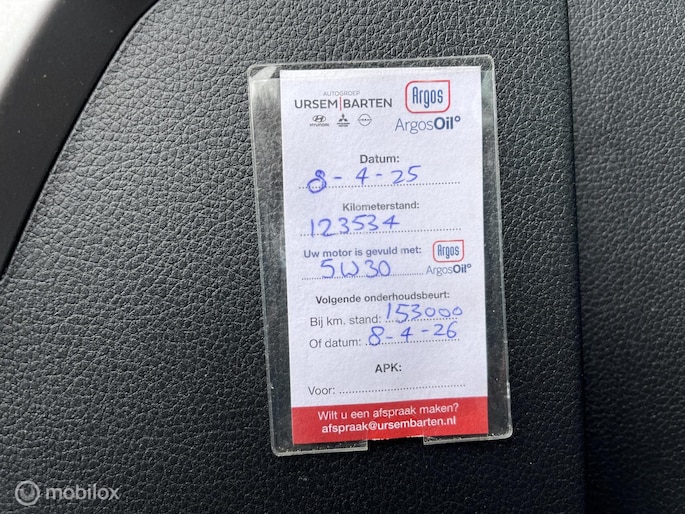 AUTOGROEP
URSEM|BARTEN
Argos
HYUNDAI
ArgosOil°
Datum:
8-4-25
Kilometerstand:
123534
Uw motor is gevuld met: Argos
5W30 ArgosOil°
Volgende onderhoudsbeurt:
Bij km. stand: 153000
Of datum: 8-4-26
APK:
Voor:
Wilt u een afspraak maken?
afspraak@ursembarten.nl
mobilox